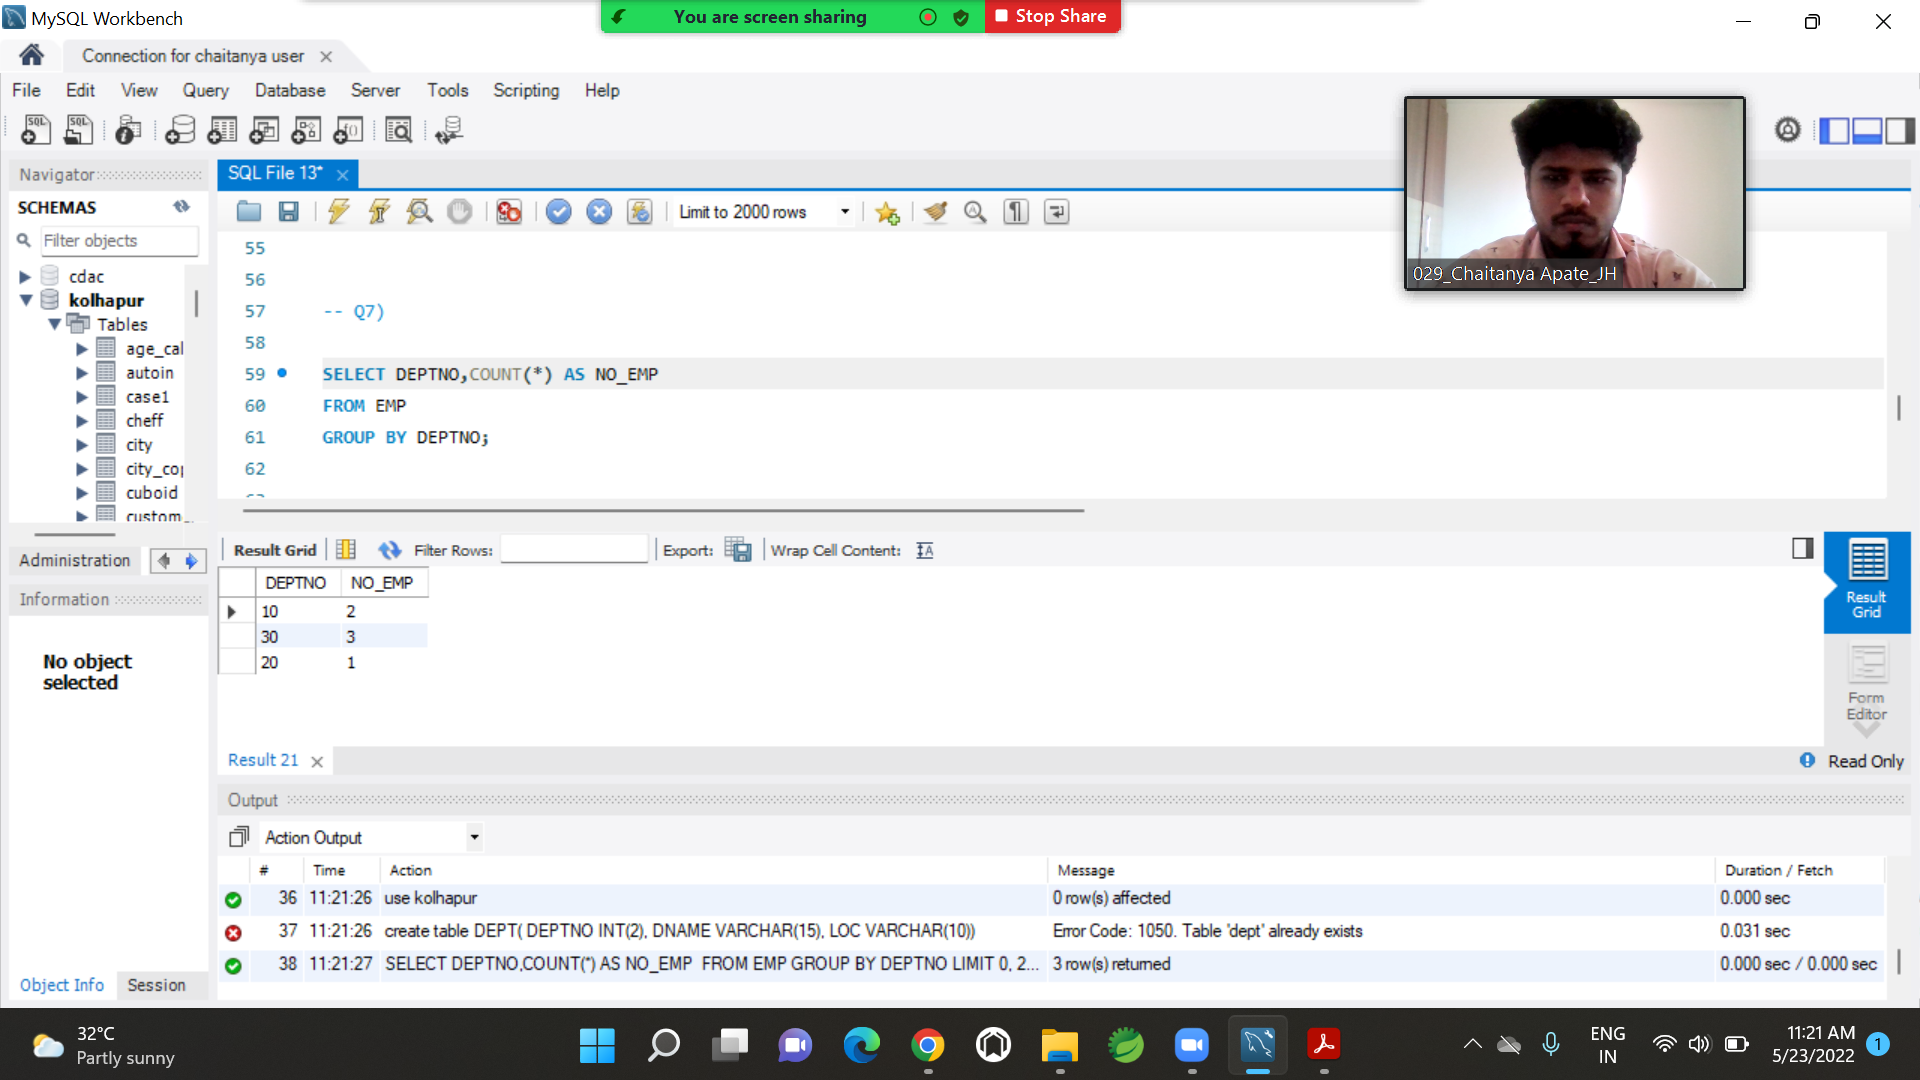 MySQL Workbench
You are screen sharing
Stop Share
Connection for chaitanya user
File Edit View Query Database Server Tools Scripting Help
Navigator
SQL File 13*
SCHEMAS
Limit to 2000 rows
Filter objects
cdac
kolhapur
Tables
age_cal
autoin
case1
cheff
city
city_co
cuboid
custom
55
56
57 -- Q7)
58
59 SELECT DEPTNO,COUNT(*) AS NO_EMP
60 FROM EMP
61 GROUP BY DEPTNO;
62
029_Chaitanya Apate_JH
Administration
Information
No object
selected
Result Grid Filter Rows: Export: Wrap Cell Content:
DEPTNO NO_EMP
10 2
30 3
20 1
Result
Grid
Form
Editor
Result 21
Read Only
Output
Action Output
# Time Action Message Duration / Fetch
36 11:21:26 use kolhapur 0 row(s) affected 0.000 sec
37 11:21:26 create table DEPT( DEPTNO INT(2), DNAME VARCHAR(15), LOC VARCHAR(10)) Error Code: 1050. Table 'dept' already exists 0.031 sec
38 11:21:27 SELECT DEPTNO,COUNT(*) AS NO_EMP FROM EMP GROUP BY DEPTNO LIMIT 0, 2... 3 row(s) returned 0.000 sec / 0.000 sec
Object Info Session
32°C
Partly sunny
ENG
IN
11:21 AM
5/23/2022
1